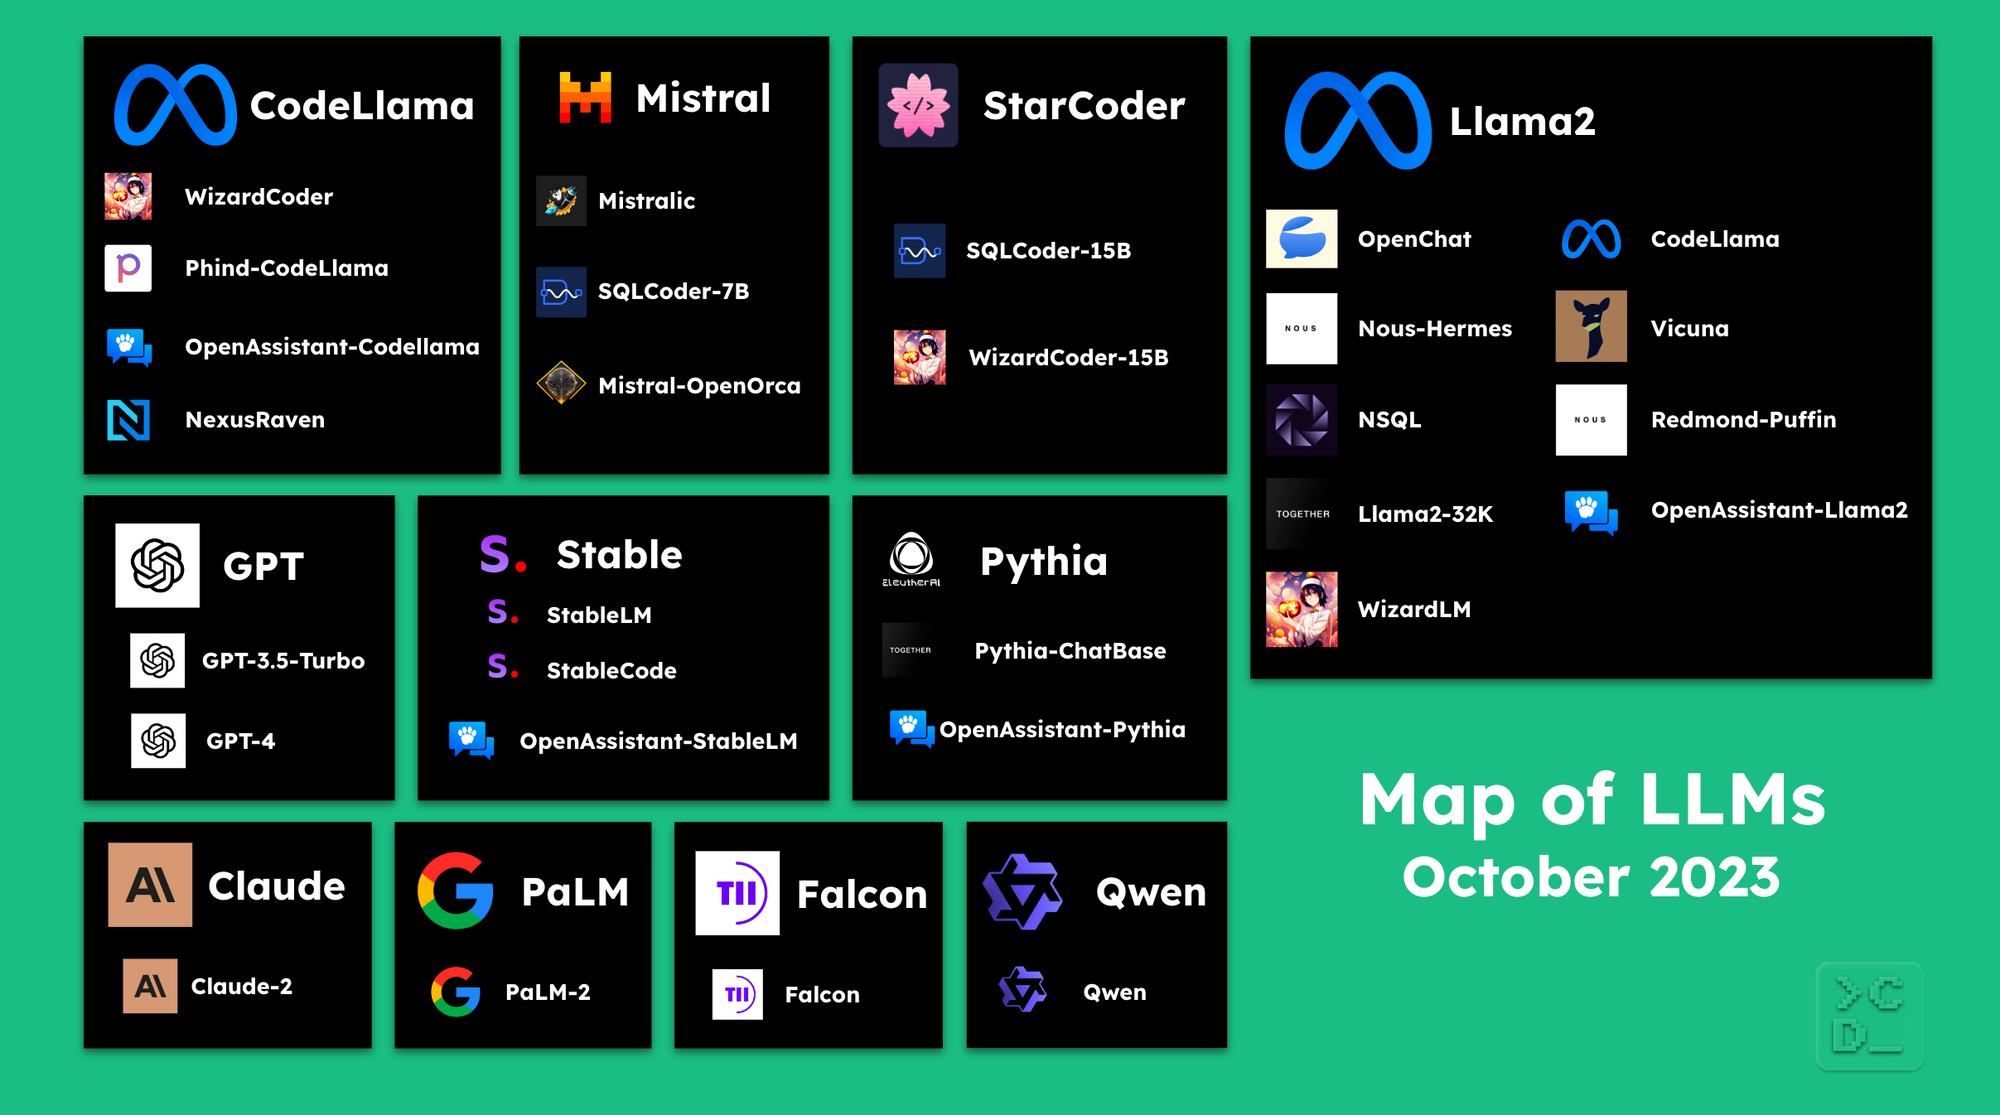 CodeLlama
WizardCoder
Phind-CodeLlama
OpenAssistant-Codellama
NexusRaven
Mistral
Mistralic
SQLCoder-7B
Mistral-OpenOrca
</> StarCoder
SQLCoder-15B
WizardCoder-15B
Llama2
OpenChat
CodeLlama
NOUS Nous-Hermes
Vicuna
NSQL
NOUS Redmond-Puffin
TOGETHER Llama2-32K
OpenAssistant-Llama2
WizardLM
GPT
GPT-3.5-Turbo
GPT-4
S. Stable
S. StableLM
S. StableCode
OpenAssistant-StableLM
Pythia
EleutherAI
TOGETHER Pythia-ChatBase
OpenAssistant-Pythia
Map of LLMs
October 2023
A\ Claude
A\ Claude-2
G PaLM
G PaLM-2
TII Falcon
TII Falcon
Qwen
Qwen
>C
D_